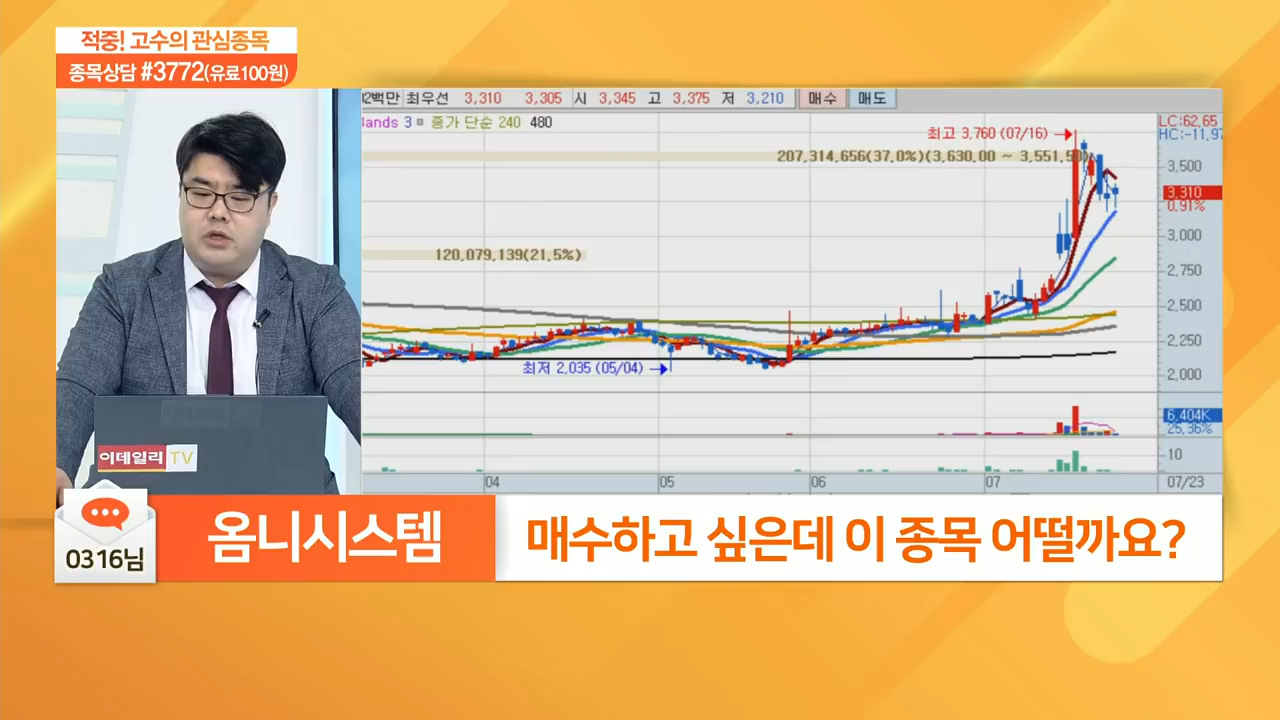 적중! 고수의 관심종목
종목상담 #3772(유료100원)
최우선 3,310 3,305 시 3,345 고 3,375 저 3,210 매수 매도
3 종가 단순 240 480
LC:62,65
최고 3,760 (07/16)
207,314,656(37,0%)(3,630,00 ~ 3,551,50)
3,500
3,310
0,91%
3,000
120,079,139(21,5%)
2,750
2,500
2,250
최저 2,035 (05/04)
2,000
6,404K
25,36%
10
04 05 06 07 07/23
이데일리 TV
0316님
옴니시스템
매수하고 싶은데 이 종목 어떨까요?